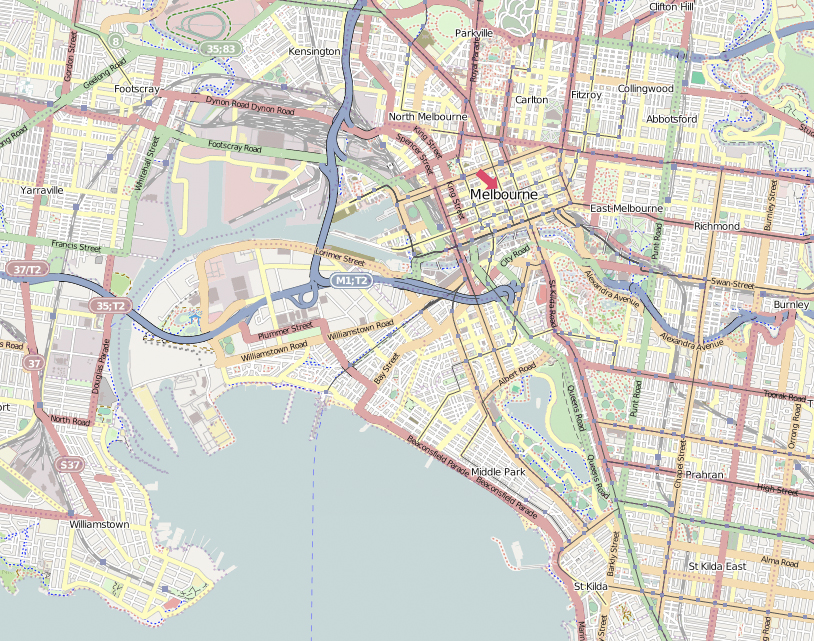 Clifton Hill
Parkville
Royal Parade
Gordon Street
8
35;83
Kensington
Geelong Road
Footscray
Collingwood
Carlton
Fitzroy
Dynon Road Dynon Road
North Melbourne
Abbotsford
King Street
Spencer Street
Footscray Road
Whitehall Street
Yarraville
Melbourne
King Street
East Melbourne
Richmond
Burnley Street
Punt Road
Francis Street
Lorimer Street
City Road
37/T2
M1;T2
Alexandra Avenue
Swan Street
35;T2
St Kilda Road
Burnley
Plummer Street
Williamstown Road
Williamstown Road
Alexandra Avenue
Douglas Parade
37
Bay Street
Albert Road
Queens Road
Punt Road
Toorak Road
Orrong Road
North Road
Beaconsfield Parade
Beaconsfield Parade
Middle Park
Queens Road
Chapel Street
Prahran
High Street
S37
Williamstown
Barkly Street
Alma Road
St Kilda East
St Kilda